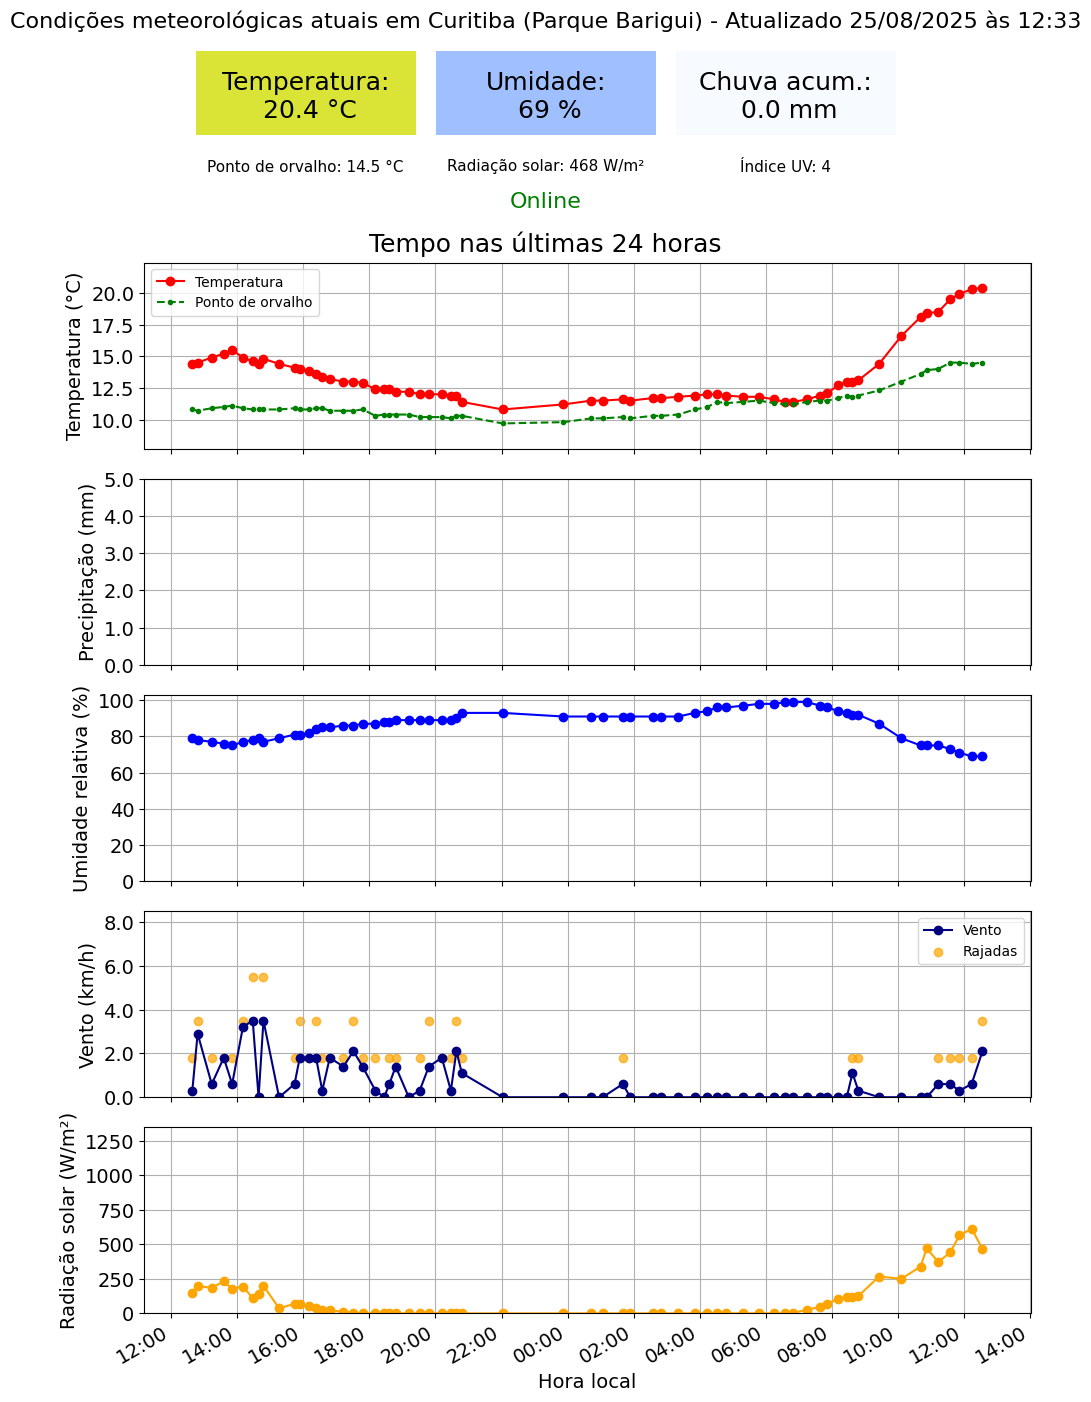 Condições meteorológicas atuais em Curitiba (Parque Barigui) - Atualizado 25/08/2025 às 12:33
Temperatura:
20.4 °C
Umidade:
69 %
Chuva acum.:
0.0 mm
Ponto de orvalho: 14.5 °C
Radiação solar: 468 W/m²
Índice UV: 4
Online
Tempo nas últimas 24 horas
Temperatura (°C)
20.0
17.5
15.0
12.5
10.0
Temperatura
Ponto de orvalho
Precipitação (mm)
5.0
4.0
3.0
2.0
1.0
0.0
Umidade relativa (%)
100
80
60
40
20
0
Vento (km/h)
8.0
6.0
4.0
2.0
0.0
Vento
Rajadas
Radiação solar (W/m²)
1250
1000
750
500
250
0
12:00
14:00
16:00
18:00
20:00
22:00
00:00
02:00
04:00
06:00
08:00
10:00
12:00
14:00
Hora local